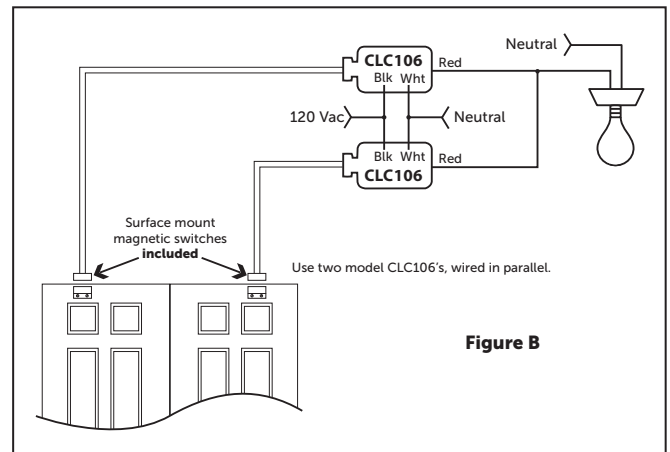 Neutral
CLC106
Red
Blk Wht
120 Vac
Neutral
Blk Wht
Red
CLC106
Surface mount
magnetic switches
included
Use two model CLC106's, wired in parallel.
Figure B